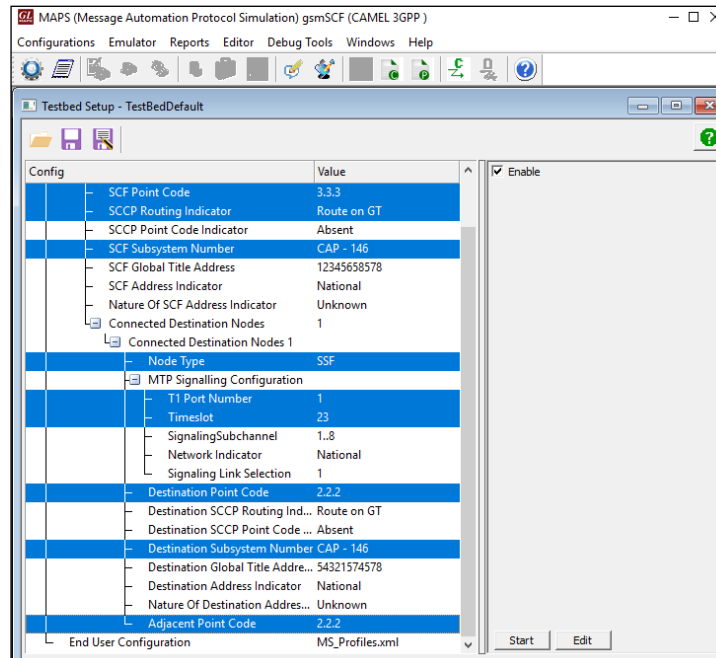 MAPS (Message Automation Protocol Simulation) gsmSCF (CAMEL 3GPP )
Configurations Emulator Reports Editor Debug Tools Windows Help
Testbed Setup - TestBedDefault
Config Value
Enable
SCF Point Code 3.3.3
SCCP Routing Indicator Route on GT
SCCP Point Code Indicator Absent
SCF Subsystem Number CAP - 146
SCF Global Title Address 12345658578
SCF Address Indicator National
Nature Of SCF Address Indicator Unknown
Connected Destination Nodes 1
Connected Destination Nodes 1
Node Type SSF
MTP Signalling Configuration
T1 Port Number 1
Timeslot 23
SignalingSubchannel 1..8
Network Indicator National
Signaling Link Selection 1
Destination Point Code 2.2.2
Destination SCCP Routing Ind... Route on GT
Destination SCCP Point Code ... Absent
Destination Subsystem Number CAP - 146
Destination Global Title Addre... 54321574578
Destination Address Indicator National
Nature Of Destination Addres... Unknown
Adjacent Point Code 2.2.2
End User Configuration MS_Profiles.xml
Start Edit